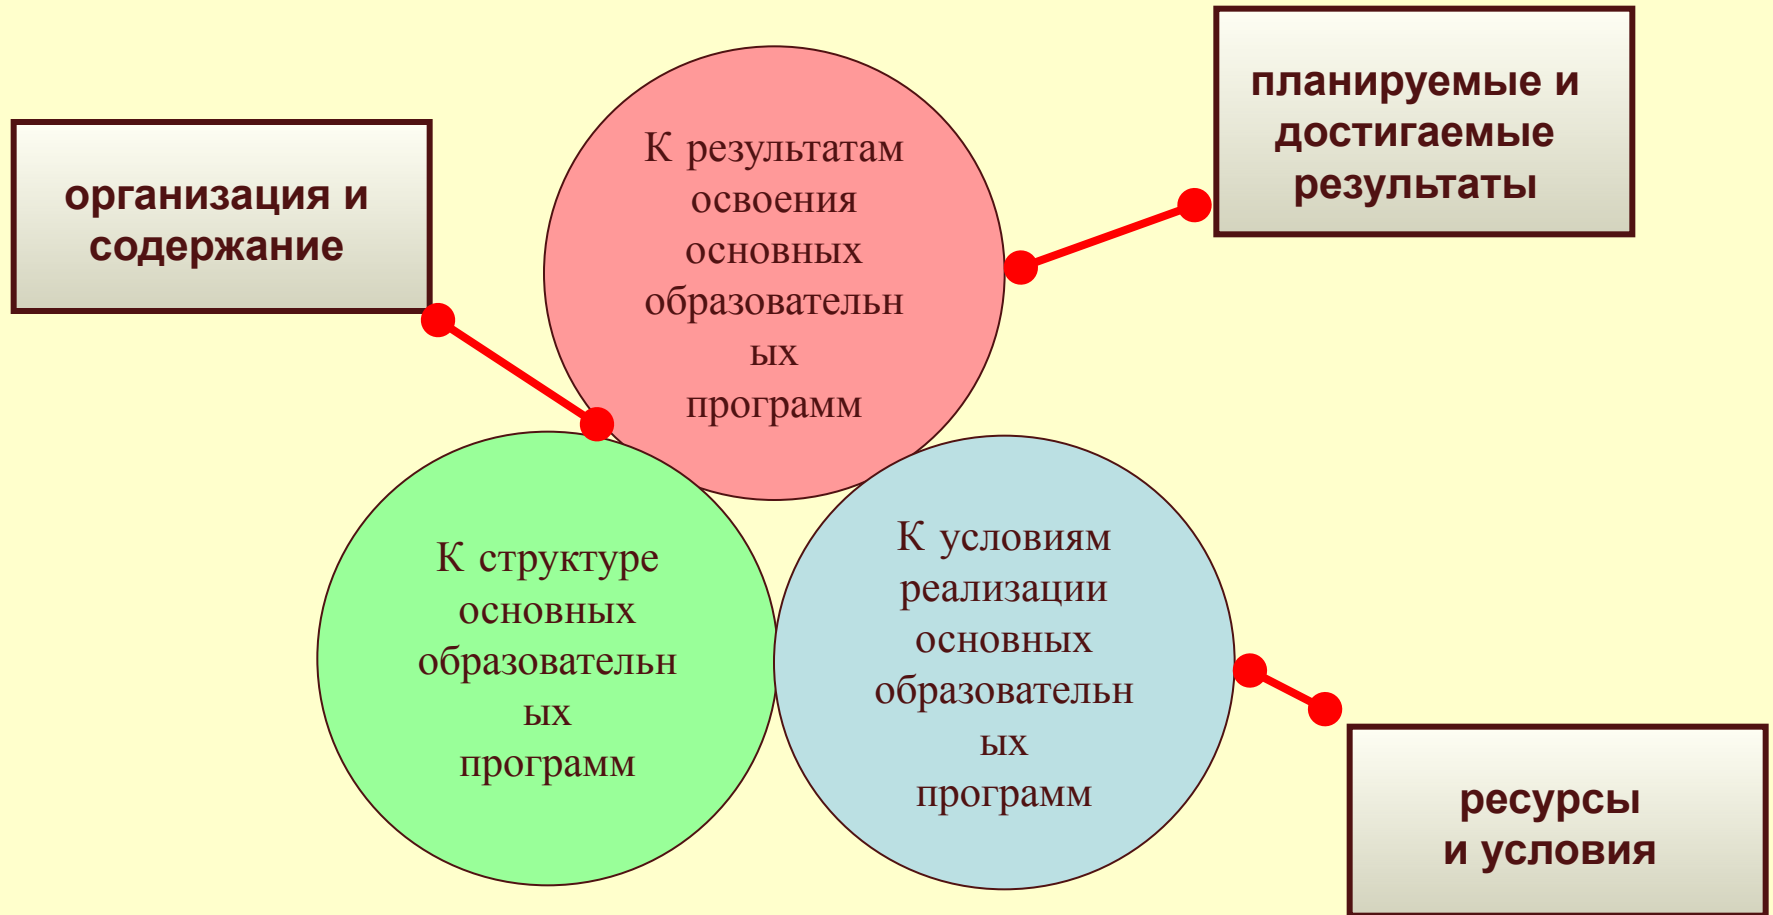 планируемые и
достигаемые
результаты
организация и
содержание
К результатам
освоения
основных
образовательн
ых
программ
К структуре
основных
образовательн
ых
программ
К условиям
реализации
основных
образовательн
ых
программ
ресурсы
и условия